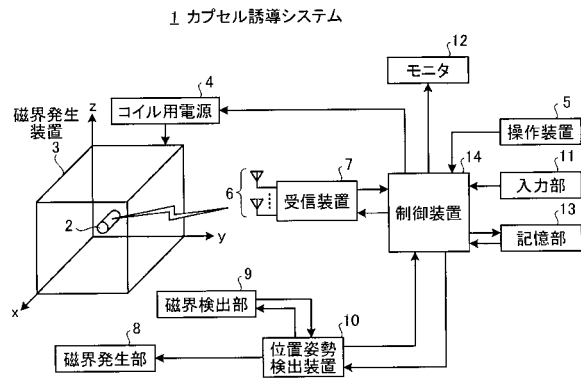 1 カプセル誘導システム
12
モニタ
4
コイル用電源
磁界発生
装置
3
z
5
操作装置
7
14
11
6
受信装置
入力部
制御装置
13
記憶部
2
y
x
9
磁界検出部
10
8
位置姿勢
検出装置
磁界発生部